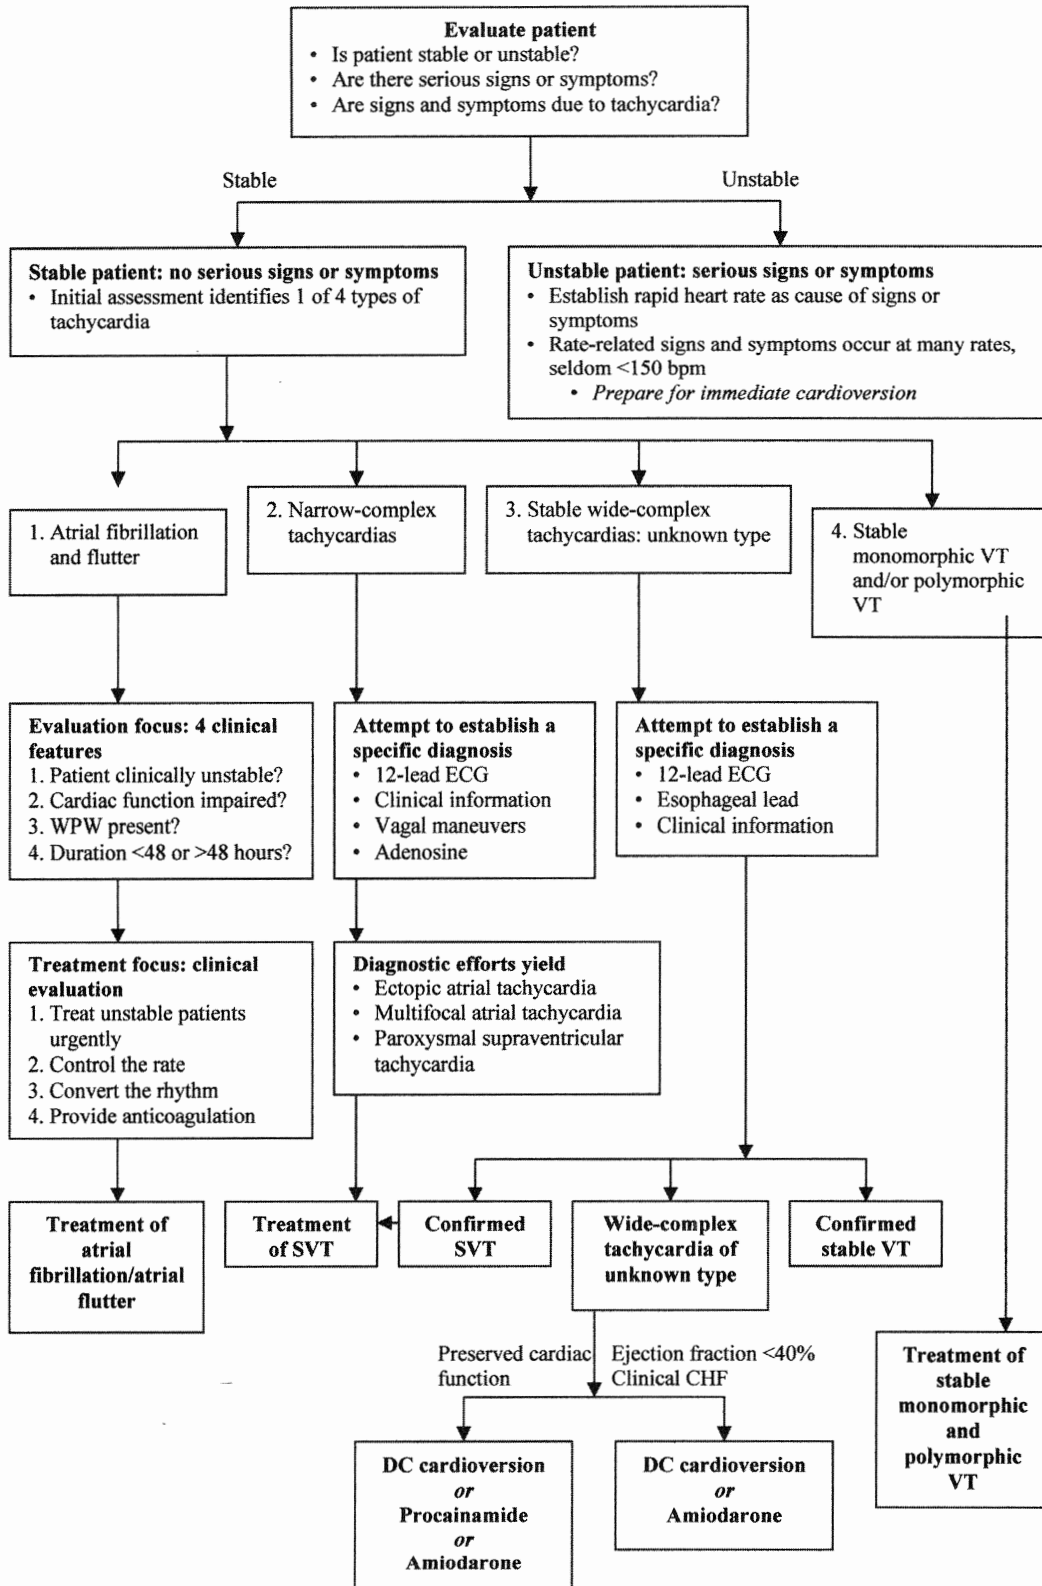 Evaluate patient
• Is patient stable or unstable?
• Are there serious signs or symptoms?
• Are signs and symptoms due to tachycardia?
Stable
Unstable
Stable patient: no serious signs or symptoms
• Initial assessment identifies 1 of 4 types of
tachycardia
Unstable patient: serious signs or symptoms
• Establish rapid heart rate as cause of signs or
symptoms
• Rate-related signs and symptoms occur at many rates,
seldom <150 bpm
• Prepare for immediate cardioversion
1. Atrial fibrillation
and flutter
2. Narrow-complex
tachycardias
3. Stable wide-complex
tachycardias: unknown type
4. Stable
monomorphic VT
and/or polymorphic
VT
Evaluation focus: 4 clinical
features
1. Patient clinically unstable?
2. Cardiac function impaired?
3. WPW present?
4. Duration <48 or >48 hours?
Attempt to establish a
specific diagnosis
• 12-lead ECG
• Clinical information
• Vagal maneuvers
• Adenosine
Attempt to establish a
specific diagnosis
• 12-lead ECG
• Esophageal lead
• Clinical information
Treatment focus: clinical
evaluation
1. Treat unstable patients
urgently
2. Control the rate
3. Convert the rhythm
4. Provide anticoagulation
Diagnostic efforts yield
• Ectopic atrial tachycardia
• Multifocal atrial tachycardia
• Paroxysmal supraventricular
tachycardia
Treatment of
atrial
fibrillation/atrial
flutter
Treatment
of SVT
Confirmed
SVT
Wide-complex
tachycardia of
unknown type
Confirmed
stable VT
Preserved cardiac
function
Ejection fraction <40%
Clinical CHF
Treatment of
stable
monomorphic
and
polymorphic
VT
DC cardioversion
or
Procainamide
or
Amiodarone
DC cardioversion
or
Amiodarone